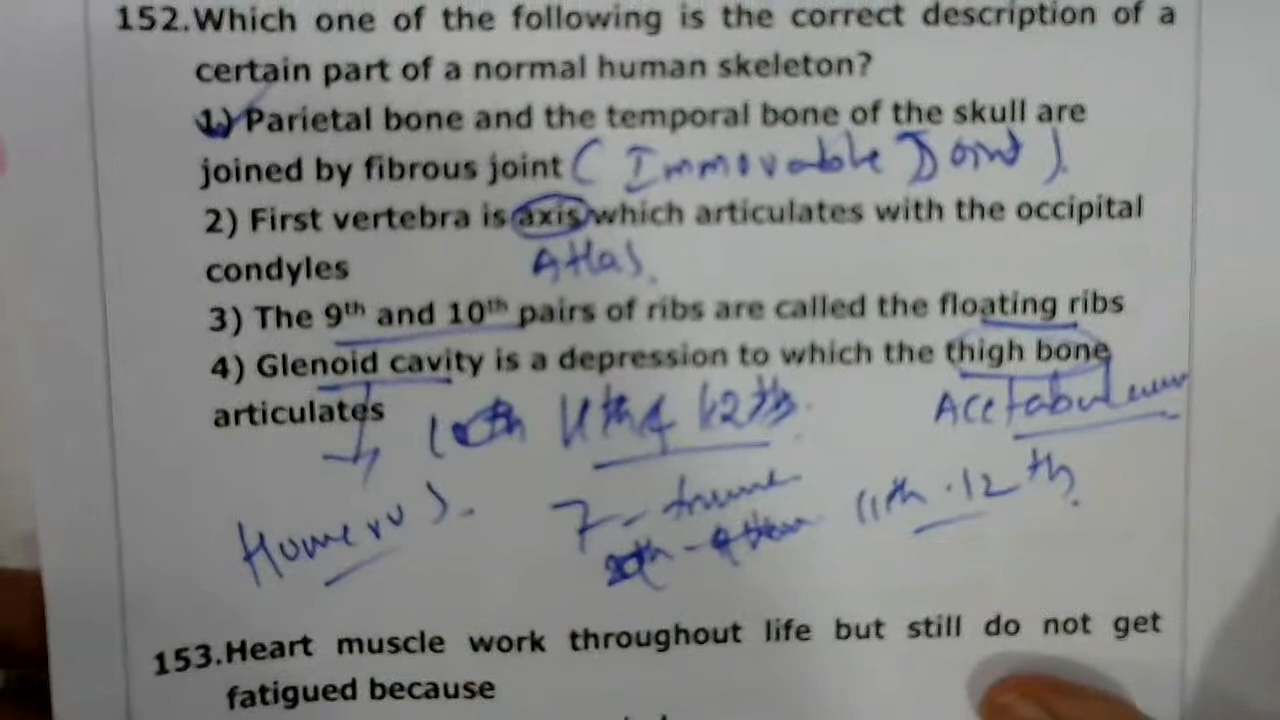 152.Which one of the following is the correct description of a
certain part of a normal human skeleton?
1) Parietal bone and the temporal bone of the skull are
joined by fibrous joint ( Immovable Joint ).
2) First vertebra is axis which articulates with the occipital
condyles Atlas.
3) The 9th and 10th pairs of ribs are called the floating ribs
4) Glenoid cavity is a depression to which the thigh bone
articulates 11th & 12th. Acetabulum
Humerus. 7 - true 11th - 12th.
153.Heart muscle work throughout life but still do not get
fatigued because